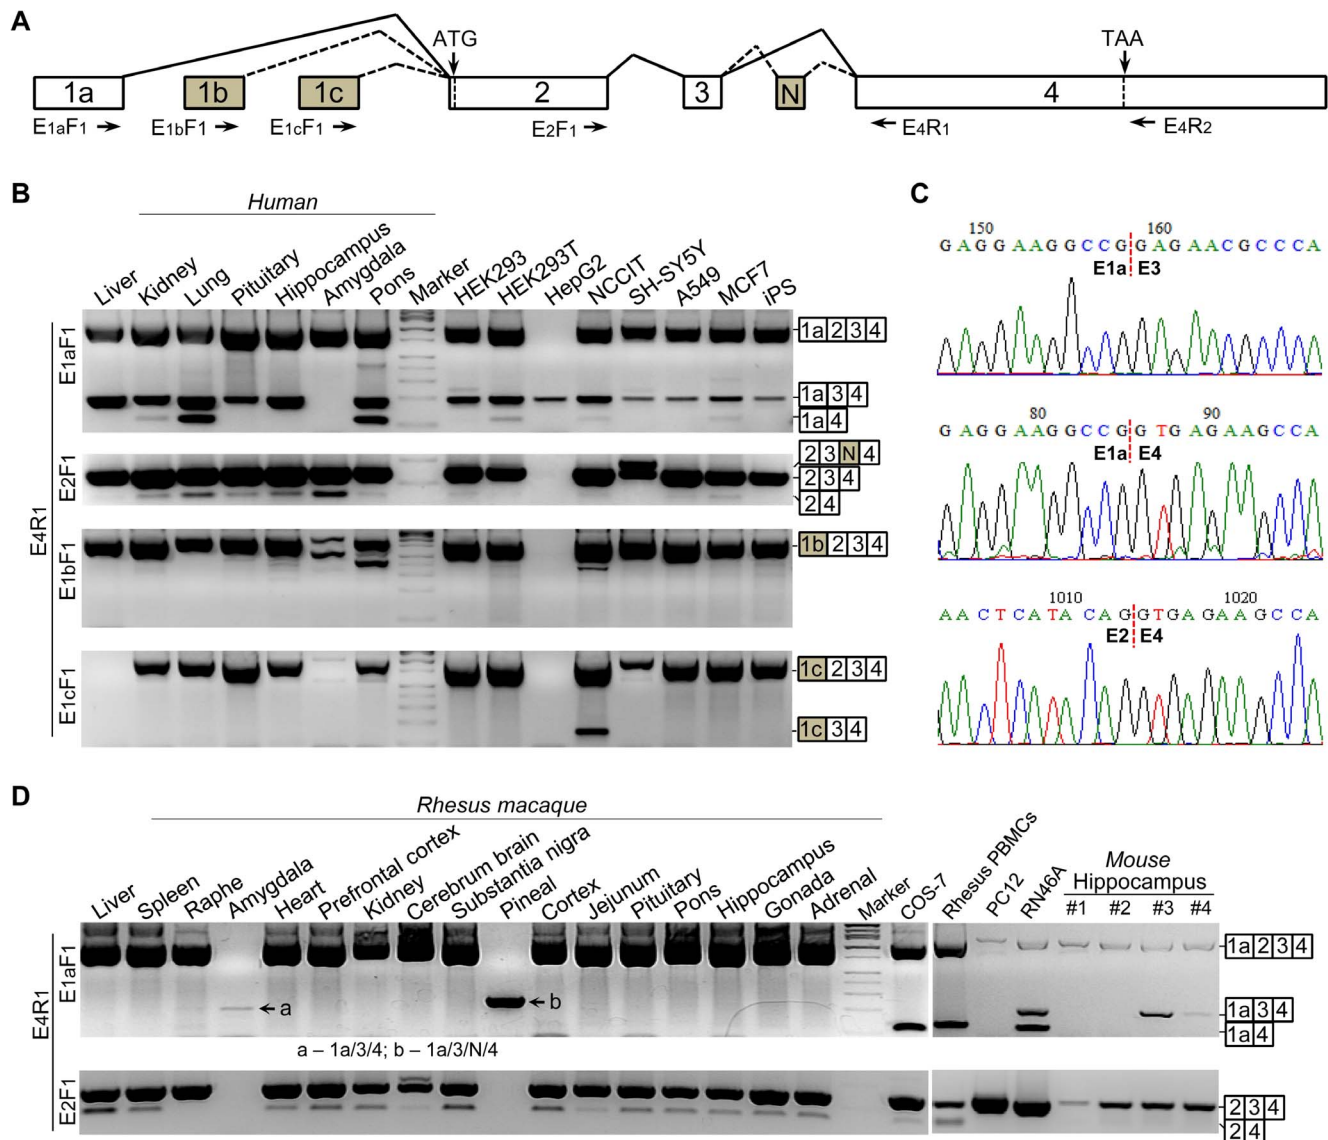 A
ATG
TAA
1a
1b
1c
2
3
N
4
E1aF1
E1bF1
E1cF1
E2F1
E4R1
E4R2
B
Human
Liver
Kidney
Lung
Pituitary
Hippocampus
Amygdala
Pons
Marker
HEK293
HEK293T
HepG2
NCCIT
SH-SY5Y
A549
MCF7
iPS
E4R1
E1aF1
1a 2 3 4
1a 3 4
1a 4
E2F1
2 3 N 4
2 3 4
2 4
E1bF1
1b 2 3 4
E1cF1
1c 2 3 4
1c 3 4
C
150 160
G A G G A A G G C C G G A G A A C G C C C A
E1a E3
80 90
G A G G A A G G C C G G T G A G A A G C C A
E1a E4
1010 1020
A A C T C A T A C A G G T G A G A A G C C A
E2 E4
D
Rhesus macaque
Liver
Spleen
Raphe
Amygdala
Heart
Prefrontal cortex
Kidney
Cerebrum brain
Substantia nigra
Pineal
Cortex
Jejunum
Pituitary
Pons
Hippocampus
Gonada
Adrenal
Marker
COS-7
Rhesus PBMCs
PC12
RN46A
Mouse
Hippocampus
#1 #2 #3 #4
E4R1
E1aF1
a
b
1a 2 3 4
1a 3 4
1a 4
a – 1a/3/4; b – 1a/3/N/4
E2F1
2 3 4
2 4